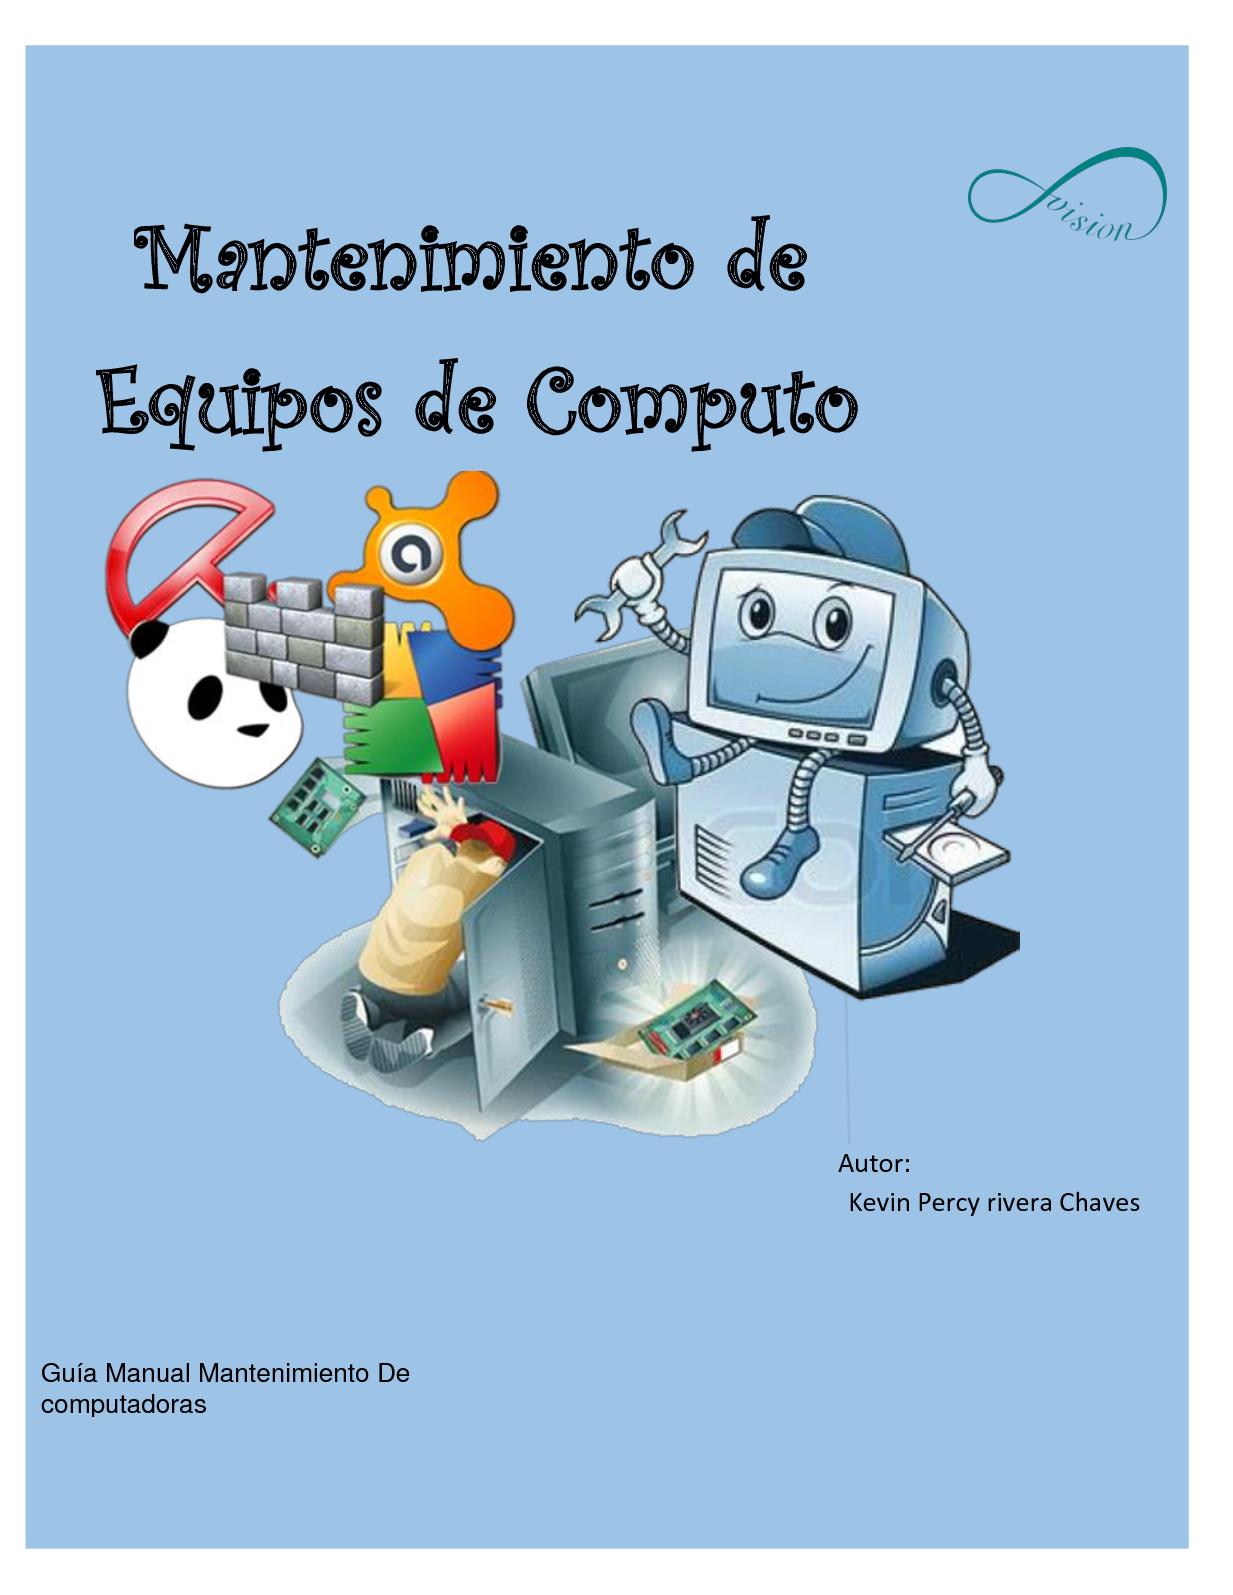 vision
Mantenimiento de
Equipos de Computo
a
Autor:
Kevin Percy rivera Chaves
Guía Manual Mantenimiento De
computadoras